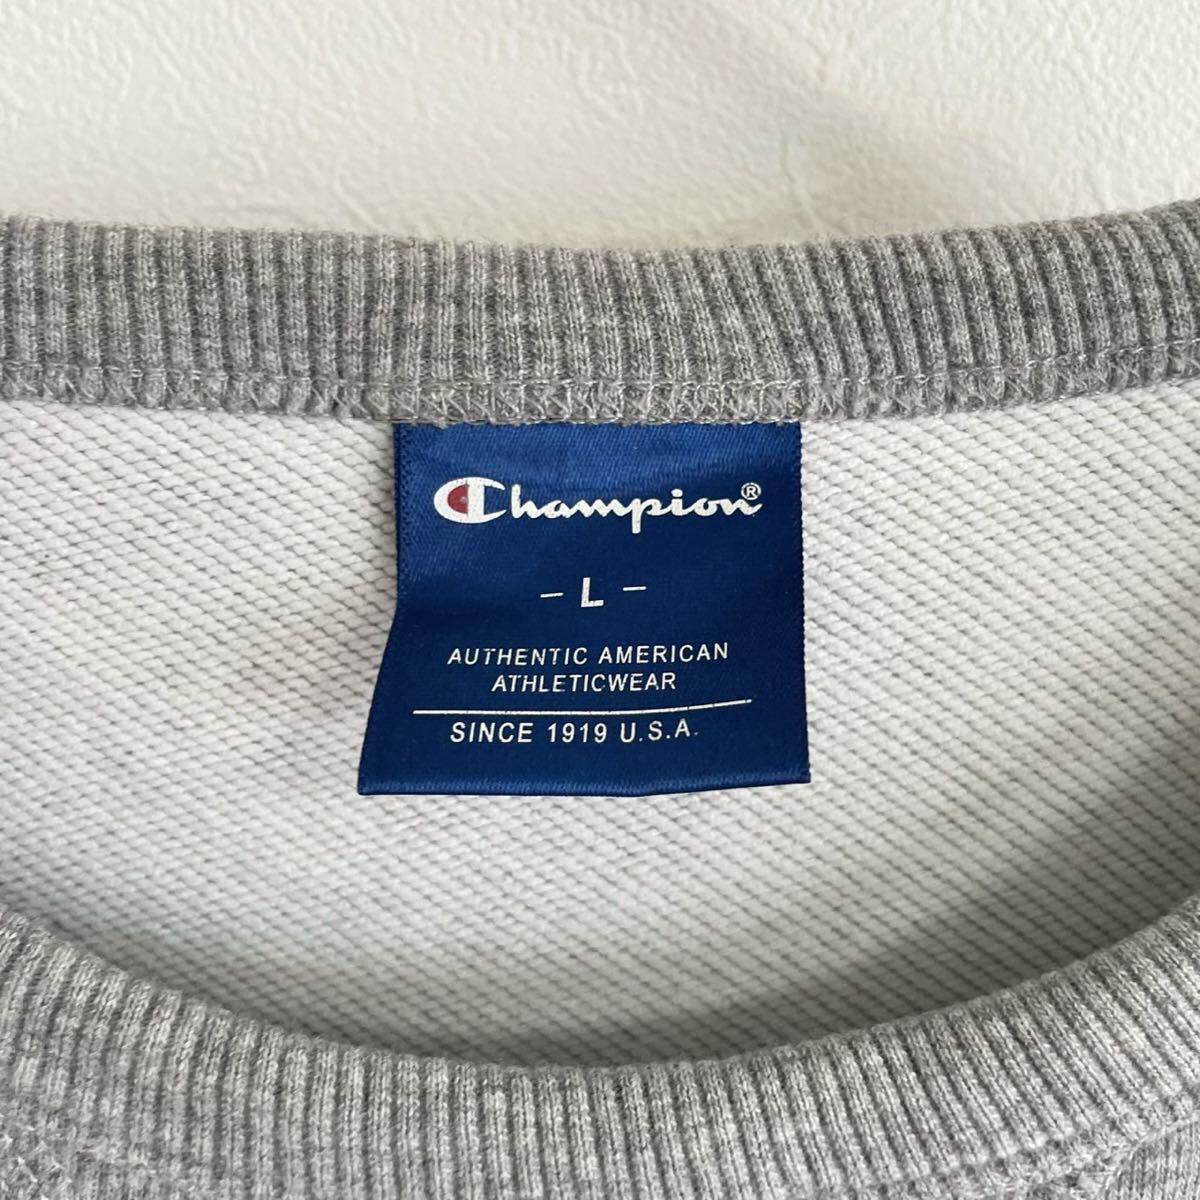 Champion®
- L -
AUTHENTIC AMERICAN
ATHLETICWEAR
SINCE 1919 U.S.A.